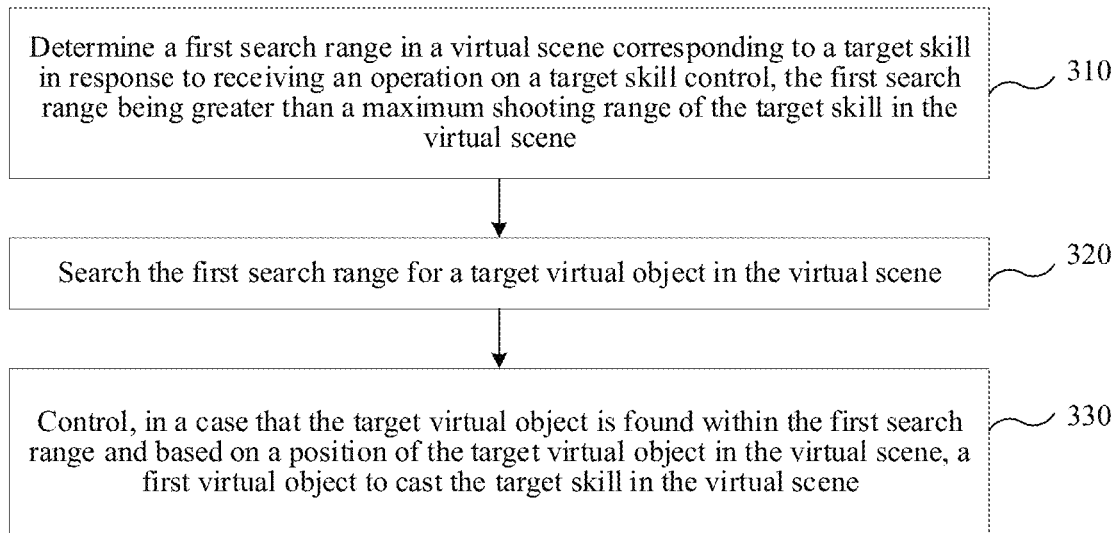 Determine a first search range in a virtual scene corresponding to a target skill
in response to receiving an operation on a target skill control, the first search
range being greater than a maximum shooting range of the target skill in the
virtual scene
310
Search the first search range for a target virtual object in the virtual scene
320
Control, in a case that the target virtual object is found within the first search
range and based on a position of the target virtual object in the virtual scene, a
first virtual object to cast the target skill in the virtual scene
330